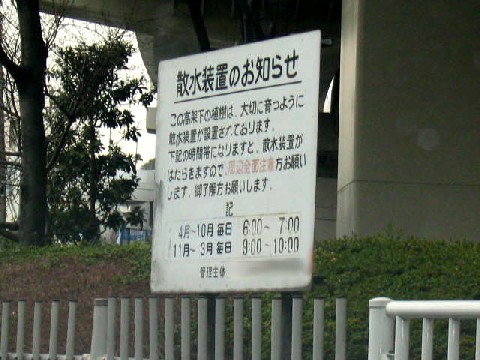 散水装置のお知らせ
この高架下の植樹は、大切に育つように
散水装置が設置されております。
下記の時間帯になりますと、散水装置が
はたらきますので、周辺全面注意方お願い
します。御了解方お願いします。
記
4月~10月 毎日 6:00~ 7:00
11月~ 3月 毎日 9:00~10:00
管理主体